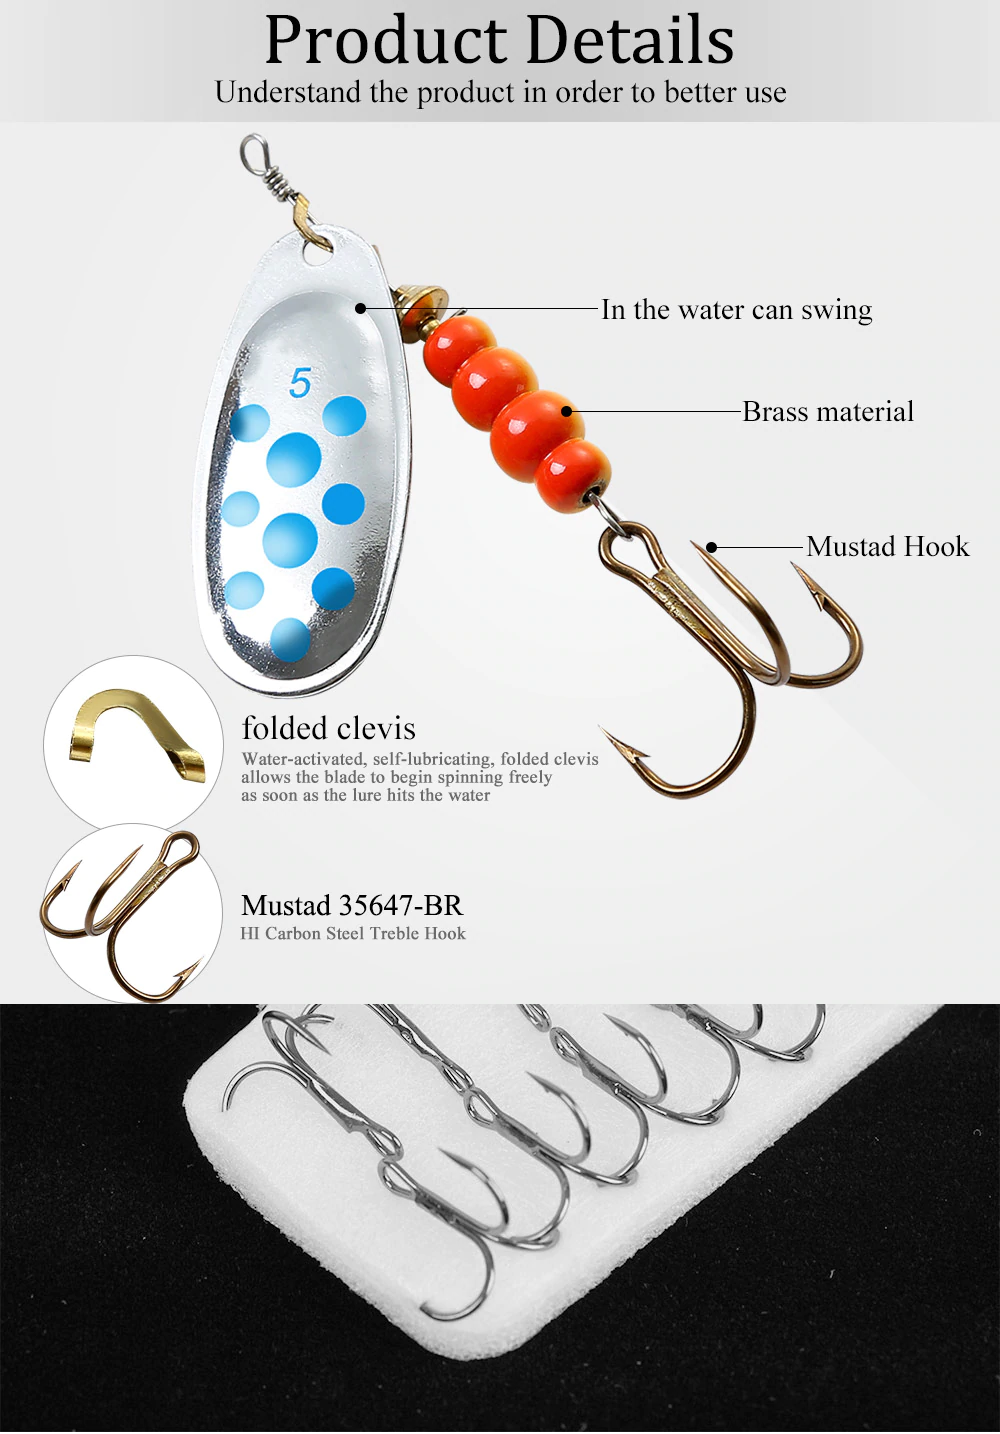 Product Details
Understand the product in order to better use
In the water can swing
5
Brass material
Mustad Hook
folded clevis
Water-activated, self-lubricating, folded clevis
allows the blade to begin spinning freely
as soon as the lure hits the water
Mustad 35647-BR
HI Carbon Steel Treble Hook